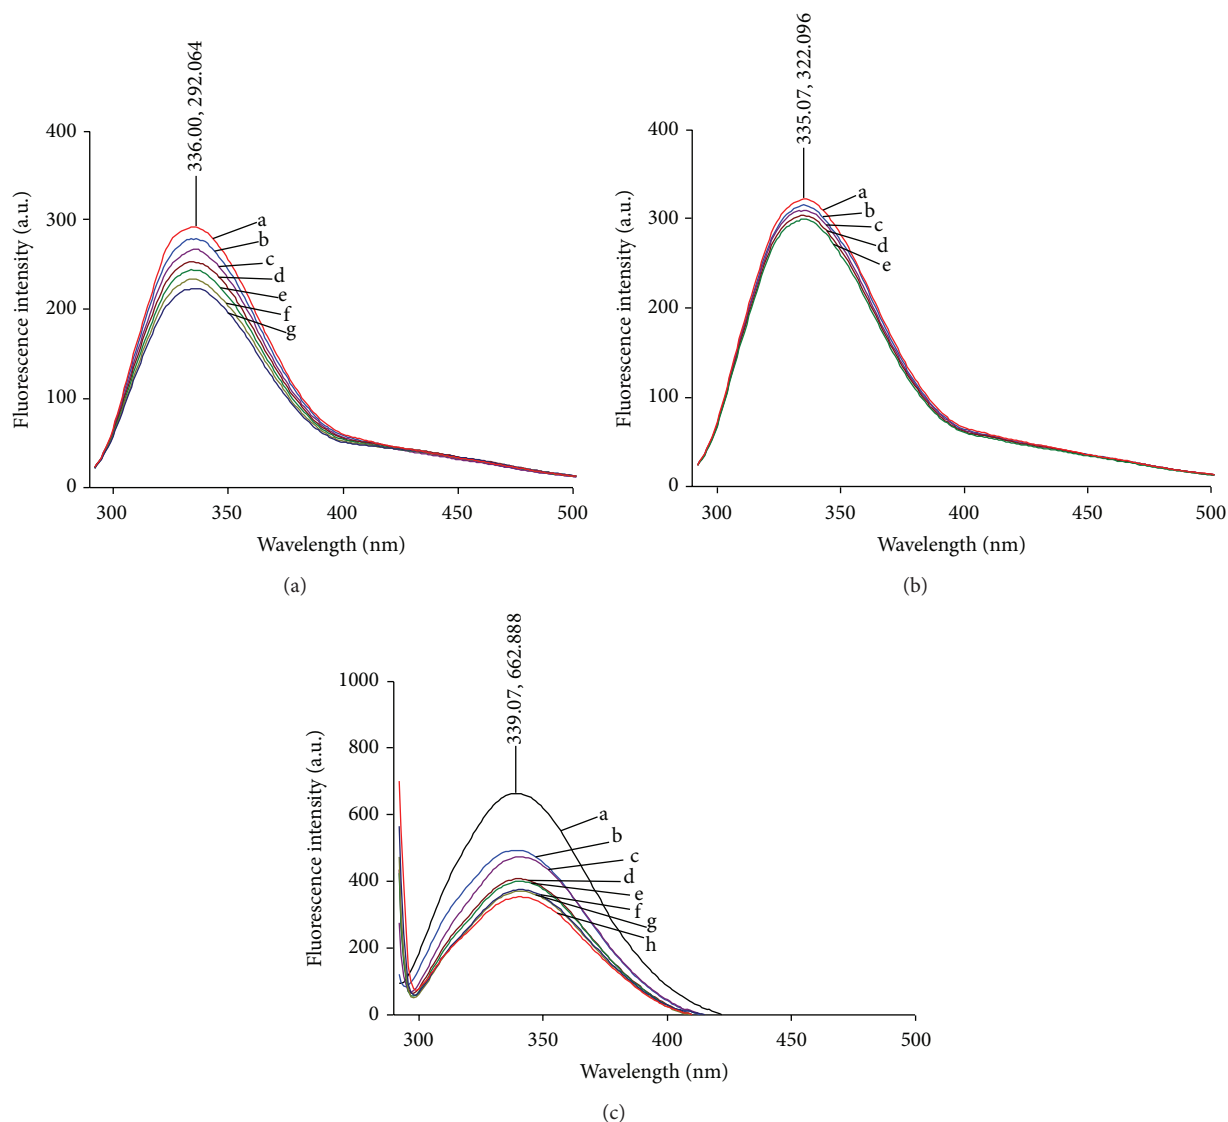 336.00, 292.064
400
300
200
100
0
Fluorescence intensity (a.u.)
a
b
c
d
e
f
g
300 350 400 450 500
Wavelength (nm)
(a)
335.07, 322.096
400
300
200
100
0
Fluorescence intensity (a.u.)
a
b
c
d
e
300 350 400 450 500
Wavelength (nm)
(b)
339.07, 662.888
1000
800
600
400
200
0
Fluorescence intensity (a.u.)
a
b
c
d
e
f
g
h
300 350 400 450 500
Wavelength (nm)
(c)